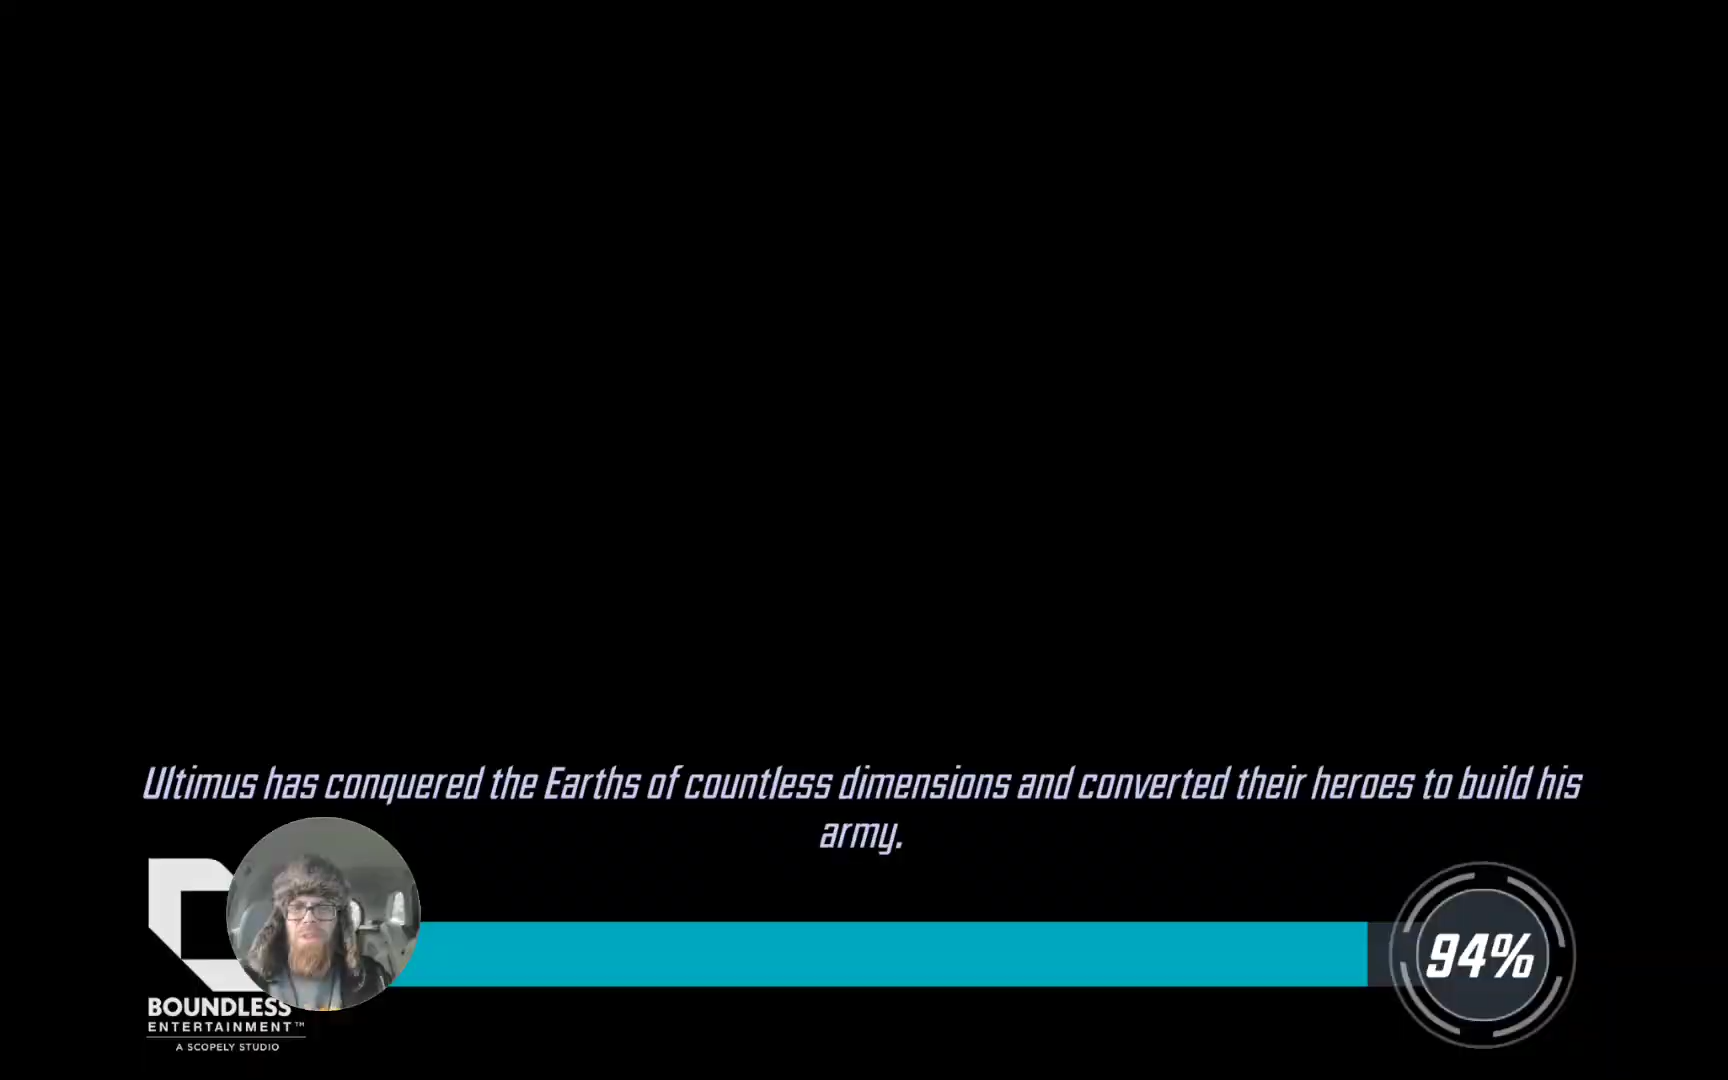 Ultimus has conquered the Earths of countless dimensions and converted their heroes to build his
army.
94%
BOUNDLESS
ENTERTAINMENT™
A SCOPELY STUDIO